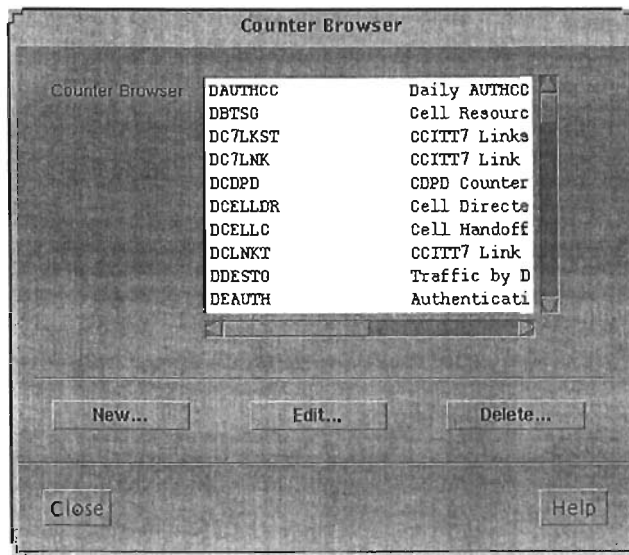 Counter Browser
Counter Browser
DAUTHCC Daily AUTHCC
DBTSG Cell Resourc
DC7LKST CCITT7 Links
DC7LNK CCITT7 Link
DCDPD CDPD Counter
DCELLDR Cell Directe
DCELLC Cell Handoff
DCLNKT CCITT7 Link
DDESTO Traffic by D
DEAUTH Authenticati
New... Edit... Delete...
Close Help